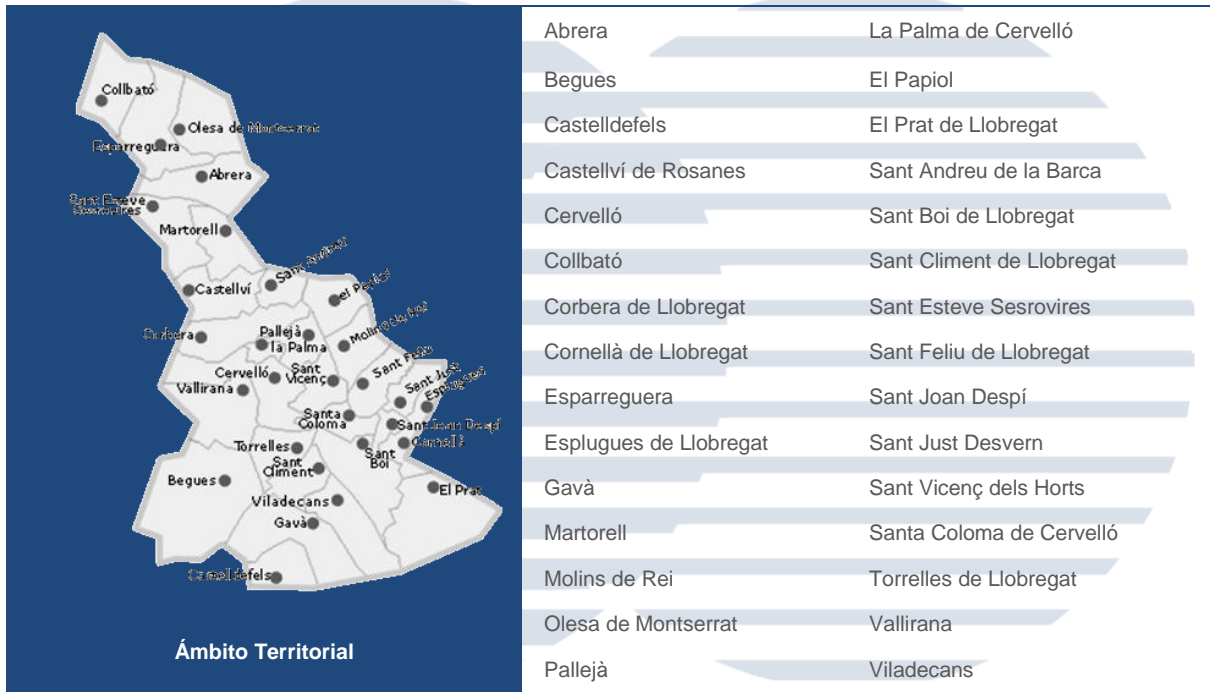 Collbató
Olesa de Montserrat
Esparreguera
Abrera
Sant Esteve
Sesrovires
Martorell
Sant Andreu
Castellví
el Papiol
Corbera
Pallejà
la Palma
Molins de Rei
Cervelló
Sant
Vicenç
Sant Feliu
Vallirana
Sant Just
Esplugues
Santa
Coloma
Sant Joan Despí
Cornellà
Torrelles
Sant
Boi
Sant
Climent
Begues
El Prat
Viladecans
Gavà
Castelldefels
Ámbito Territorial
Abrera
Begues
Castelldefels
Castellví de Rosanes
Cervelló
Collbató
Corbera de Llobregat
Cornellà de Llobregat
Esparreguera
Esplugues de Llobregat
Gavà
Martorell
Molins de Rei
Olesa de Montserrat
Pallejà
La Palma de Cervelló
El Papiol
El Prat de Llobregat
Sant Andreu de la Barca
Sant Boi de Llobregat
Sant Climent de Llobregat
Sant Esteve Sesrovires
Sant Feliu de Llobregat
Sant Joan Despí
Sant Just Desvern
Sant Vicenç dels Horts
Santa Coloma de Cervelló
Torrelles de Llobregat
Vallirana
Viladecans